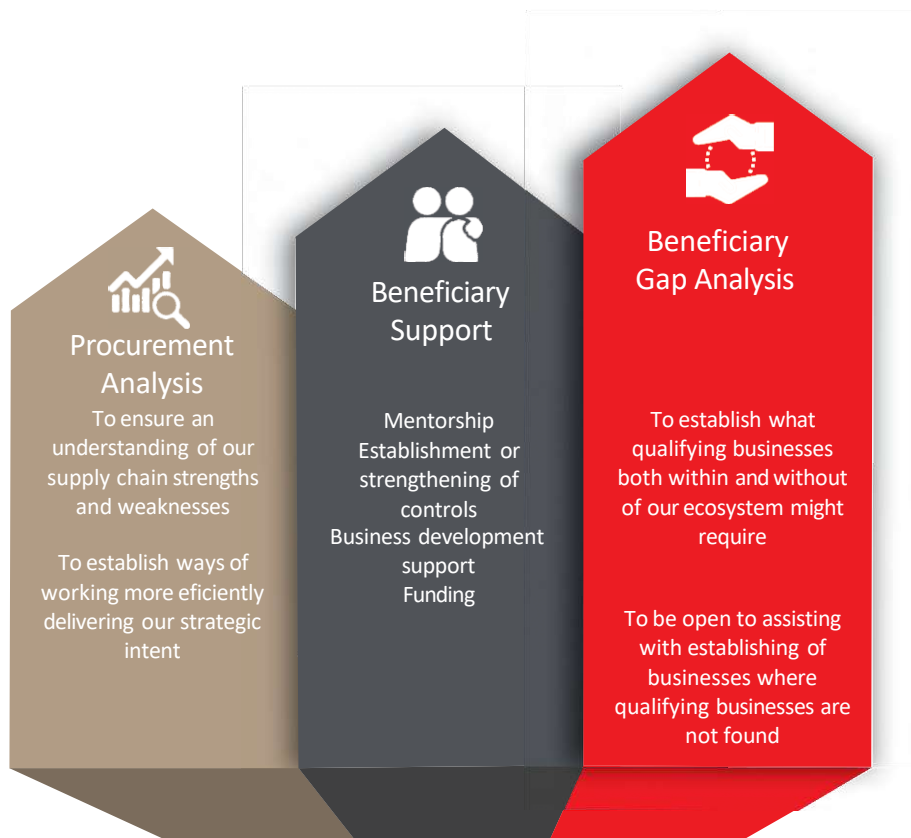 Procurement
Analysis
To ensure an
understanding of our
supply chain strengths
and weaknesses
To establish ways of
working more eficiently
delivering our strategic
intent
Beneficiary
Support
Mentorship
Establishment or
strengthening of
controls
Business development
support
Funding
Beneficiary
Gap Analysis
To establish what
qualifying businesses
both within and without
of our ecosystem might
require
To be open to assisting
with establishing of
businesses where
qualifying businesses are
not found